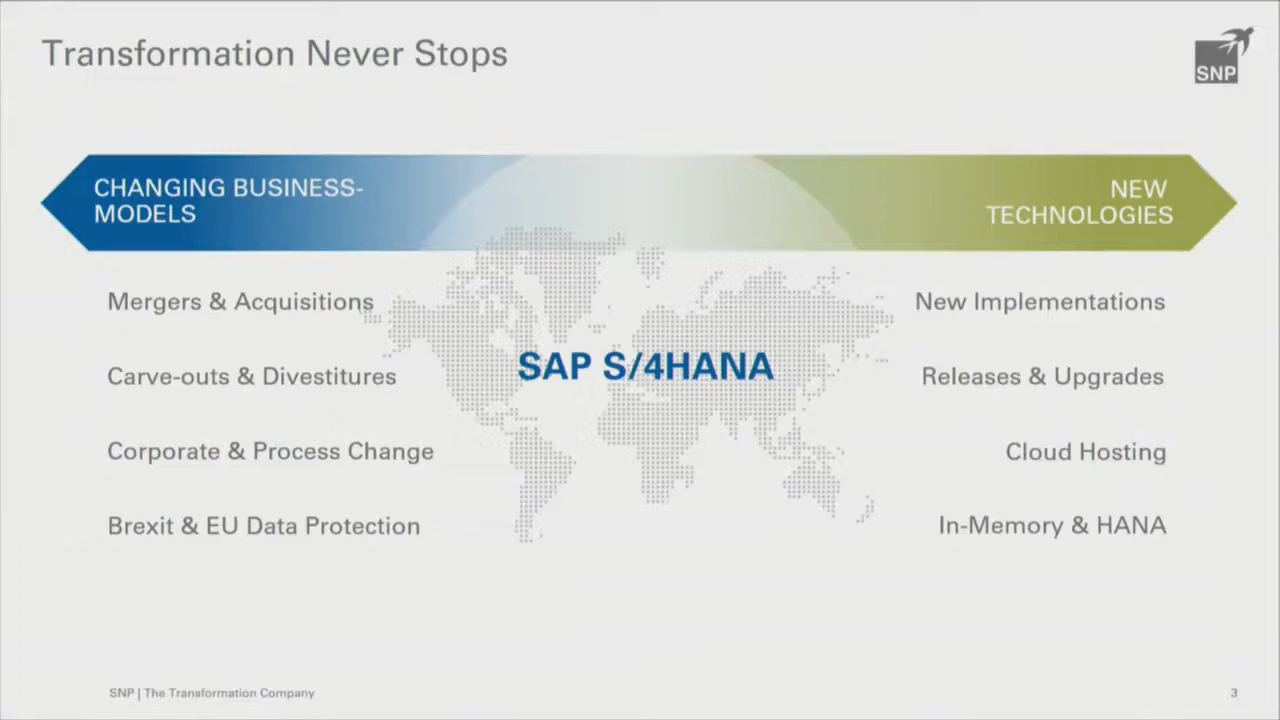 Transformation Never Stops
SNP
CHANGING BUSINESS-
MODELS
NEW
TECHNOLOGIES
Mergers & Acquisitions
New Implementations
SAP S/4HANA
Carve-outs & Divestitures
Releases & Upgrades
Corporate & Process Change
Cloud Hosting
Brexit & EU Data Protection
In-Memory & HANA
SNP | The Transformation Company
3